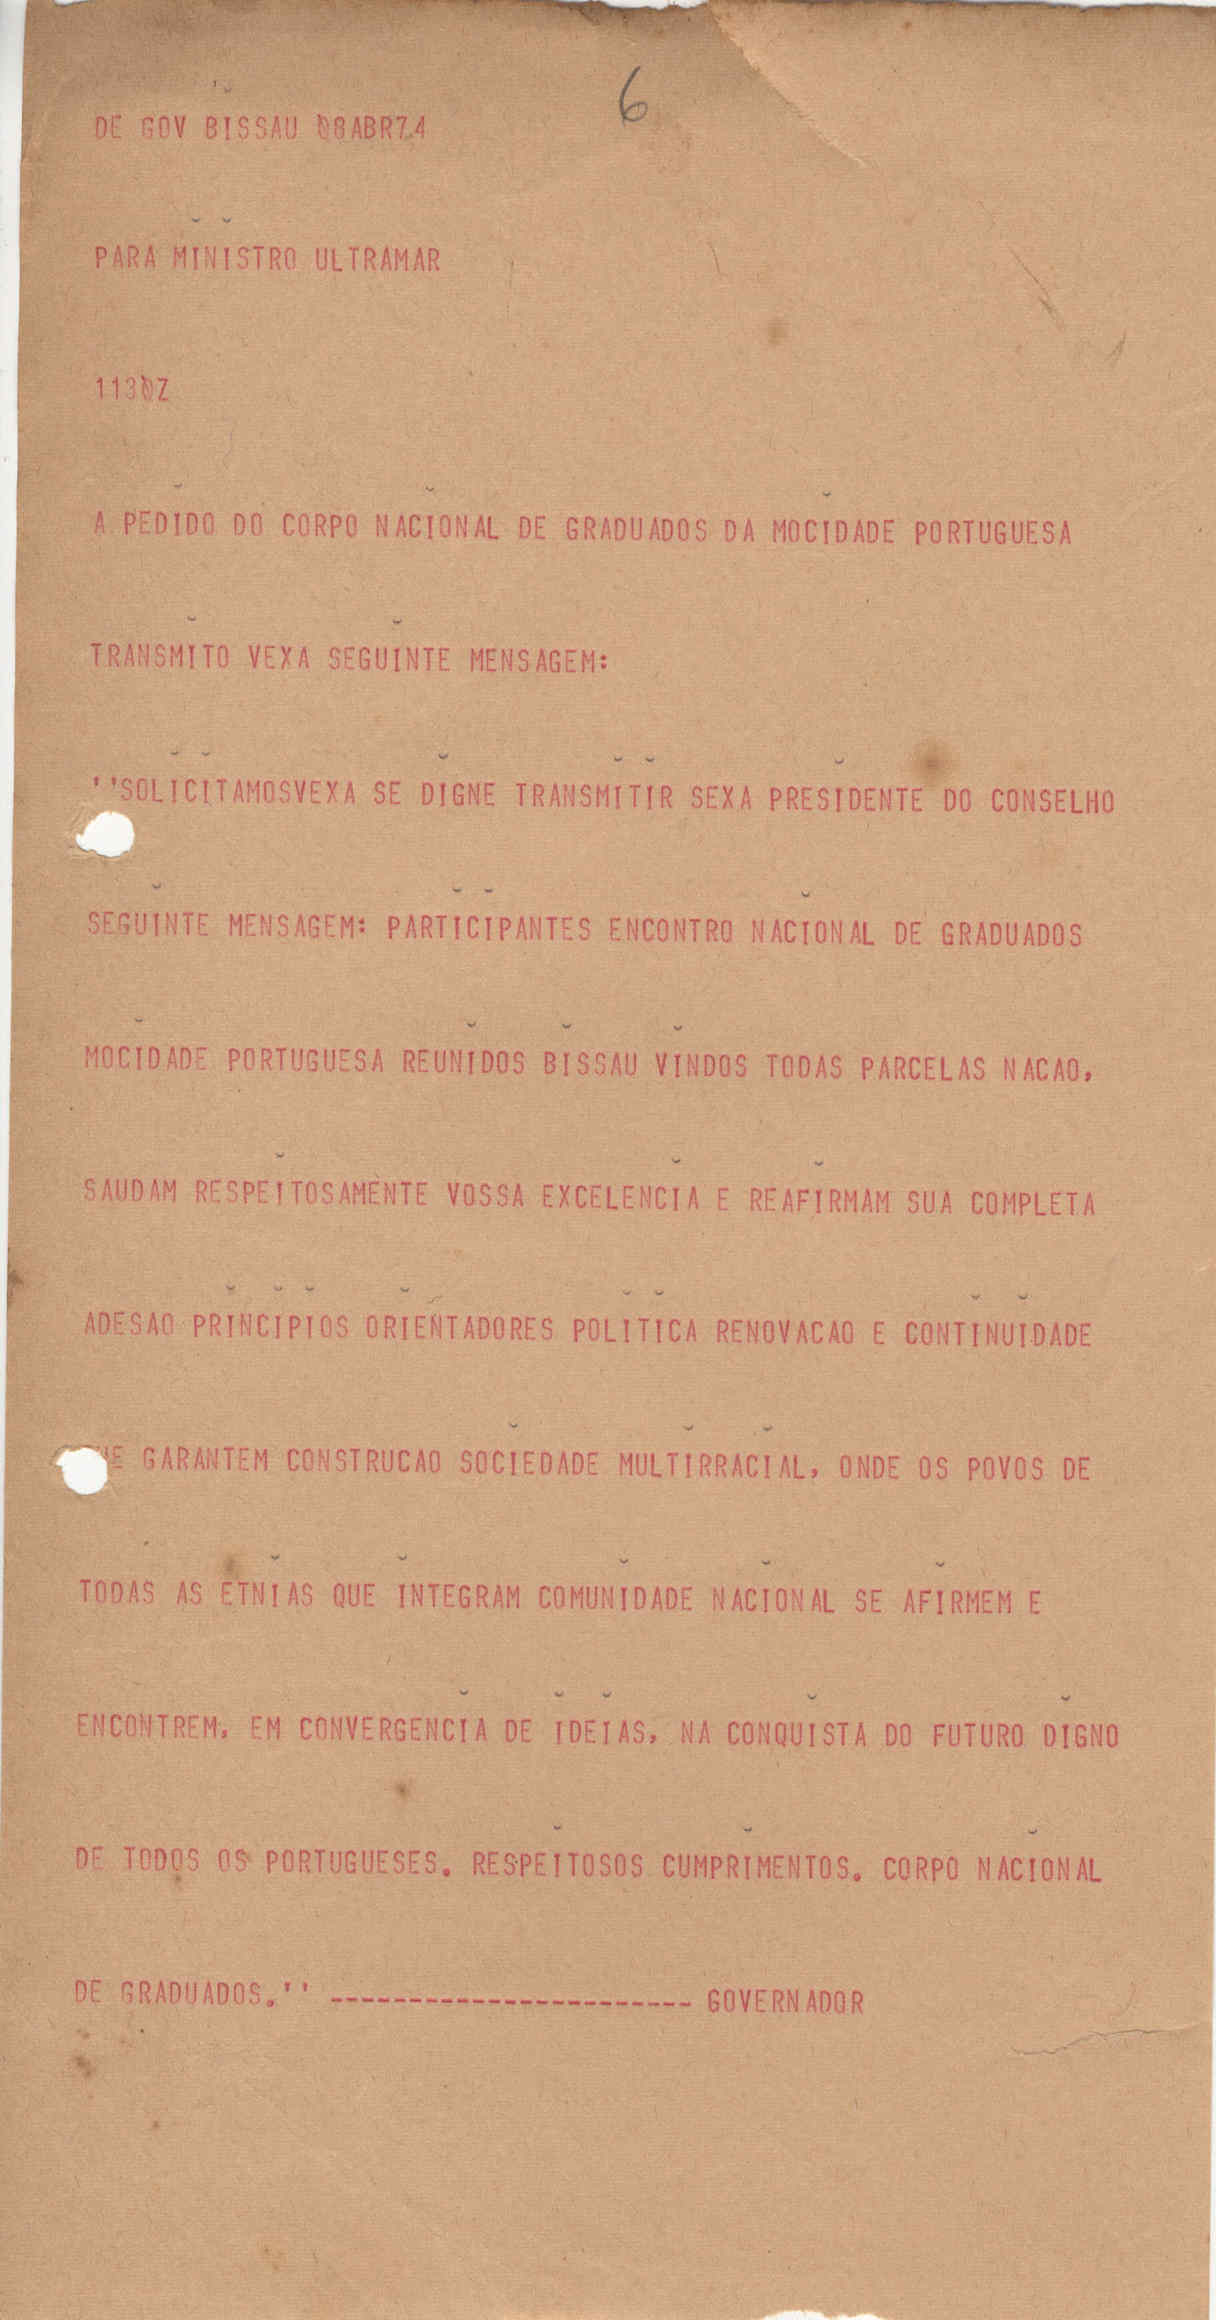 6
DE GOV BISSAU 08ABR74
PARA MINISTRO ULTRAMAR
1130Z
A PEDIDO DO CORPO NACIONAL DE GRADUADOS DA MOCIDADE PORTUGUESA
TRANSMITO VEXA SEGUINTE MENSAGEM:
''SOLICITAMOSVEXA SE DIGNE TRANSMITIR SEXA PRESIDENTE DO CONSELHO
SEGUINTE MENSAGEM: PARTICIPANTES ENCONTRO NACIONAL DE GRADUADOS
MOCIDADE PORTUGUESA REUNIDOS BISSAU VINDOS TODAS PARCELAS NACAO,
SAUDAM RESPEITOSAMENTE VOSSA EXCELENCIA E REAFIRMAM SUA COMPLETA
ADESAO PRINCIPIOS ORIENTADORES POLITICA RENOVACAO E CONTINUIDADE
UE GARANTEM CONSTRUCAO SOCIEDADE MULTIRRACIAL, ONDE OS POVOS DE
TODAS AS ETNIAS QUE INTEGRAM COMUNIDADE NACIONAL SE AFIRMEM E
ENCONTREM, EM CONVERGENCIA DE IDEIAS, NA CONQUISTA DO FUTURO DIGNO
DE TODOS OS PORTUGUESES. RESPEITOSOS CUMPRIMENTOS. CORPO NACIONAL
DE GRADUADOS.'' ----------------------- GOVERNADOR